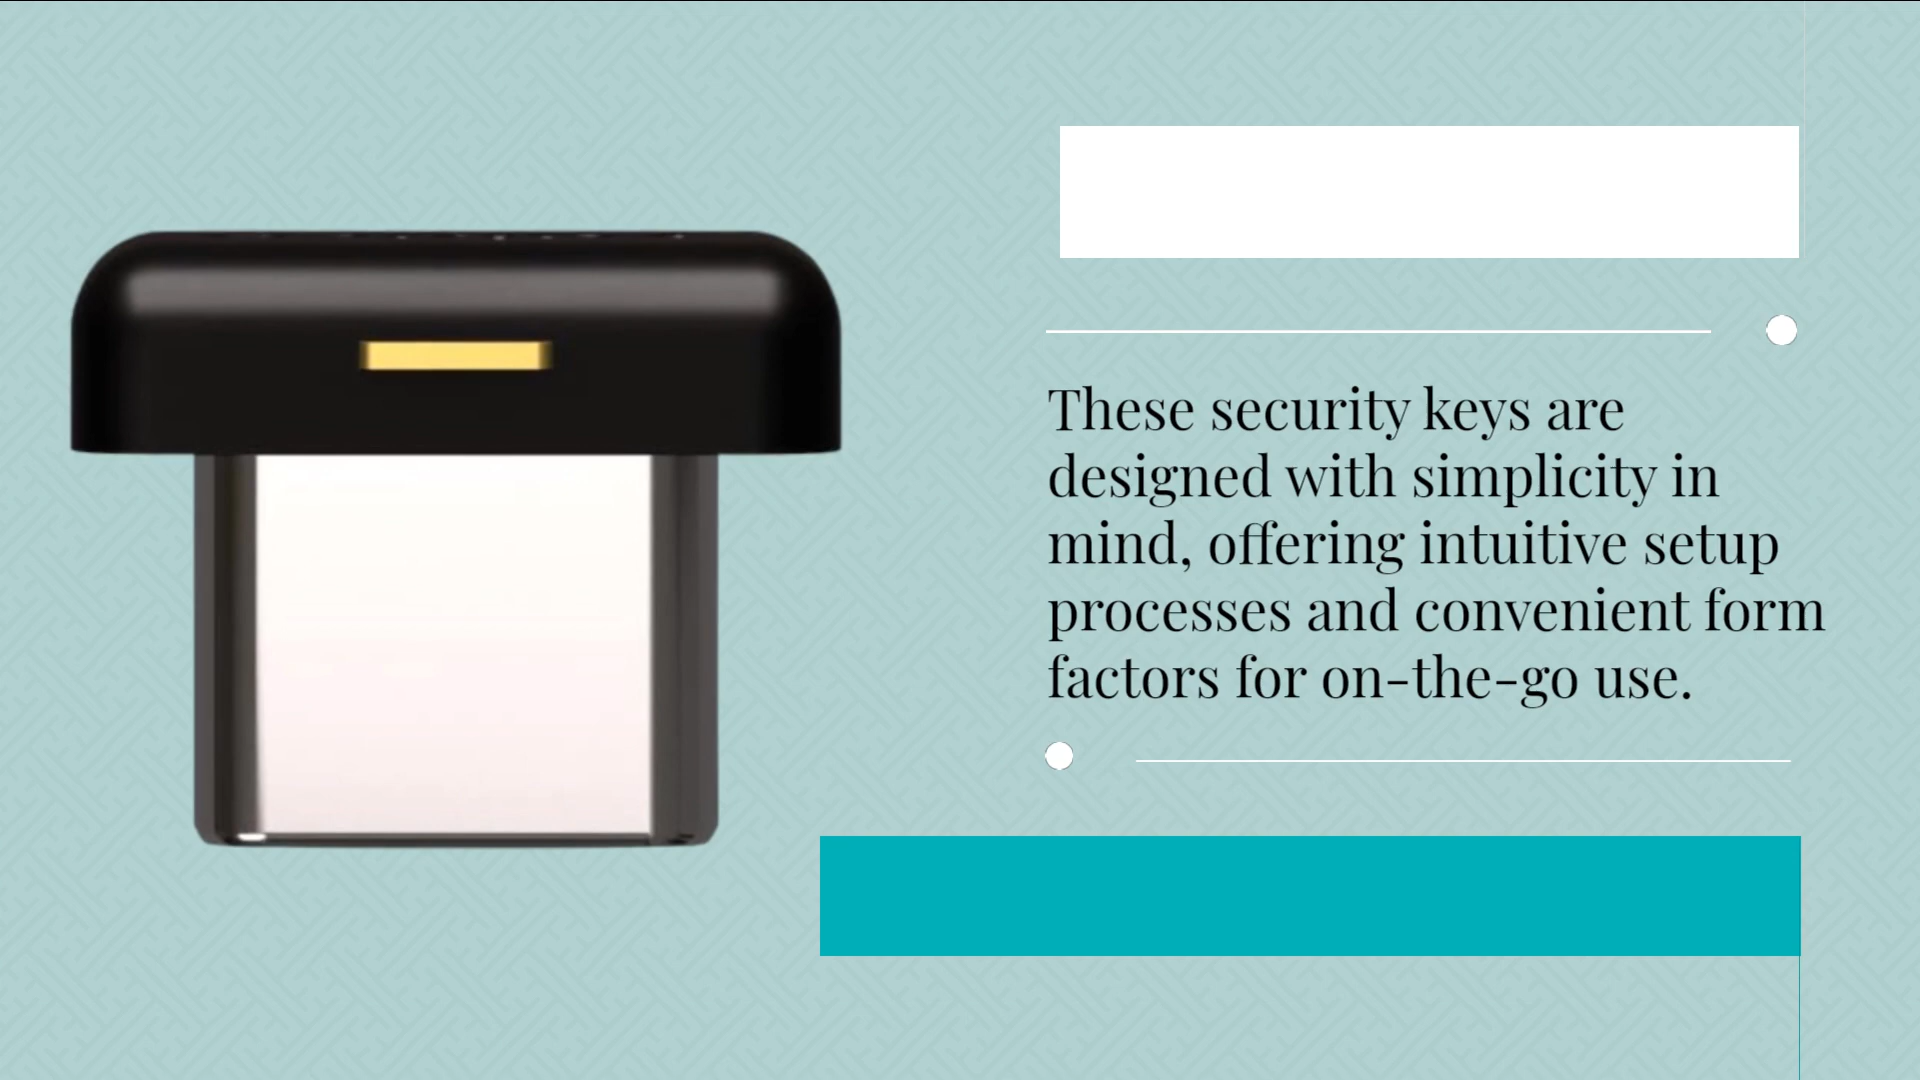 These security keys are
designed with simplicity in
mind, offering intuitive setup
processes and convenient form
factors for on-the-go use.